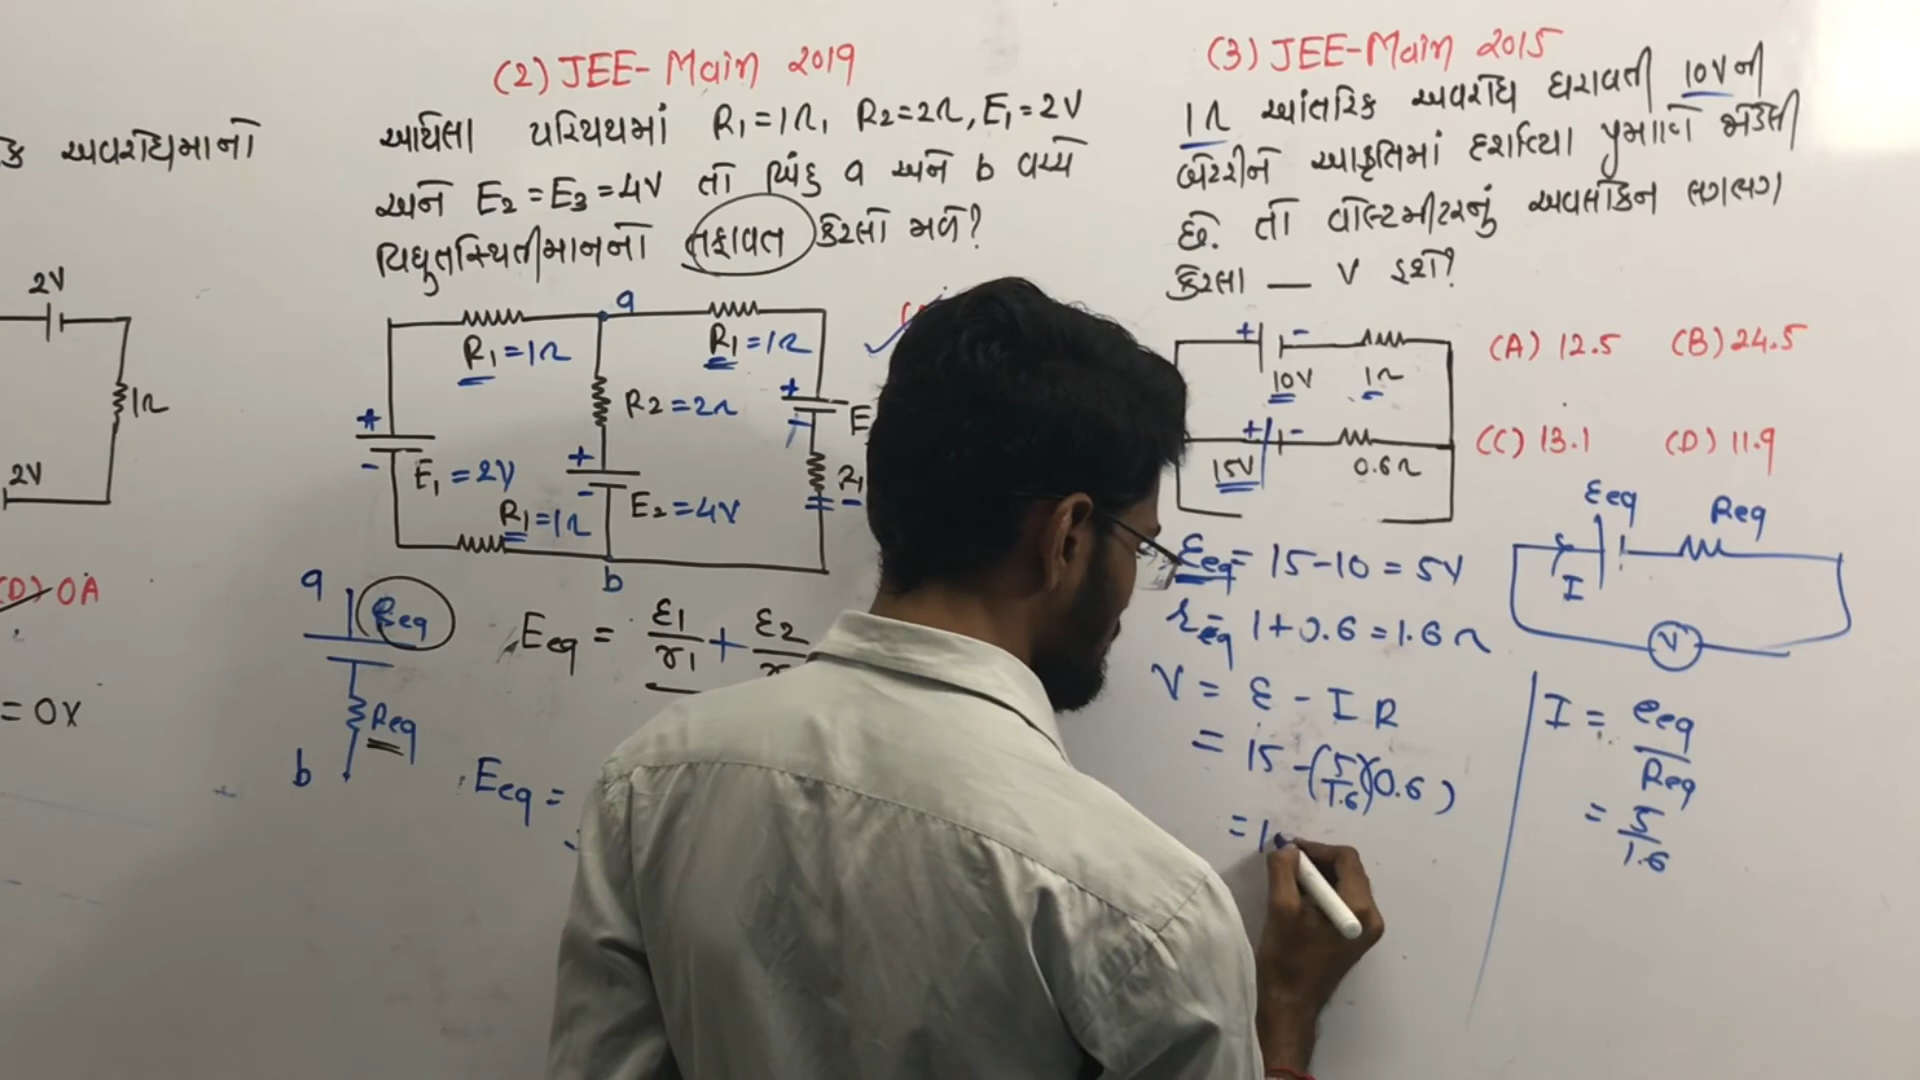 ક અવરોધમાનો
2V
1Ω
2V
(D) 0A
= 0V
(2) JEE-Main 2019
આપેલા પરિપથમાં R1=1Ω, R2=2Ω, E1=2V
અને E2=E3=4V તો બિંદુ a અને b વચ્ચે
વિધુતસ્થિતીમાનનો તફાવત કેટલો મળે?
a
R1=1Ω
R1=1Ω
R2=2Ω
+
+
+
E
-
-
-
E1=2V
R1
R1=1Ω
E2=4V
b
a
Eeq
Req
b
Eeq = ε1/r1 + ε2/r
Eeq =
(3) JEE-Main 2015
1Ω આંતરિક અવરોધ ધરાવતી 10V ની
બેટરીને આકૃતિમાં દર્શાવ્યા પ્રમાણે જોડેલી
છે. તો વોલ્ટમીટરનું અવલોકન લગભગ
કેટલા — V હશે?
+ -
10V 1Ω
+ -
15V 0.6Ω
(A) 12.5 (B) 24.5
(C) 13.1 (D) 11.9
Eeq Req
I
V
Eeq = 15-10 = 5V
req = 1+0.6 = 1.6Ω
V = ε - IR
= 15 - (5/1.6)(0.6)
= 1
I = eeq/Req
= 5/1.6